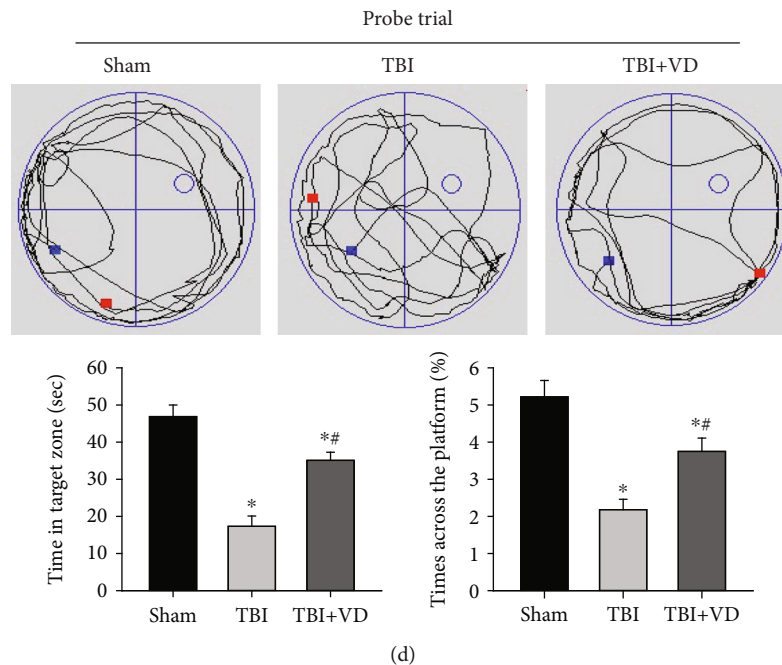 Probe trial
Sham TBI TBI+VD
Time in target zone (sec)
60
50
40
30
20
10
0
*
*#
Sham TBI TBI+VD
Times across the platform (%)
6
5
4
3
2
1
0
*
*#
Sham TBI TBI+VD
(d)